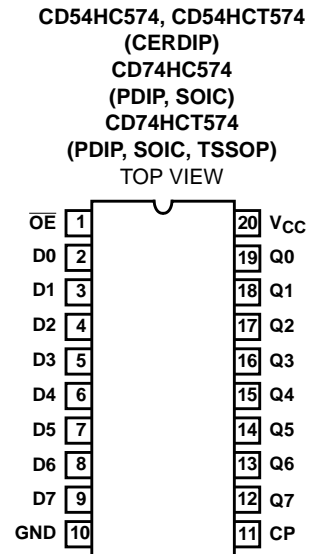 CD54HC574, CD54HCT574
(CERDIP)
CD74HC574
(PDIP, SOIC)
CD74HCT574
(PDIP, SOIC, TSSOP)
TOP VIEW
OE 1 20 VCC
D0 2 19 Q0
D1 3 18 Q1
D2 4 17 Q2
D3 5 16 Q3
D4 6 15 Q4
D5 7 14 Q5
D6 8 13 Q6
D7 9 12 Q7
GND 10 11 CP